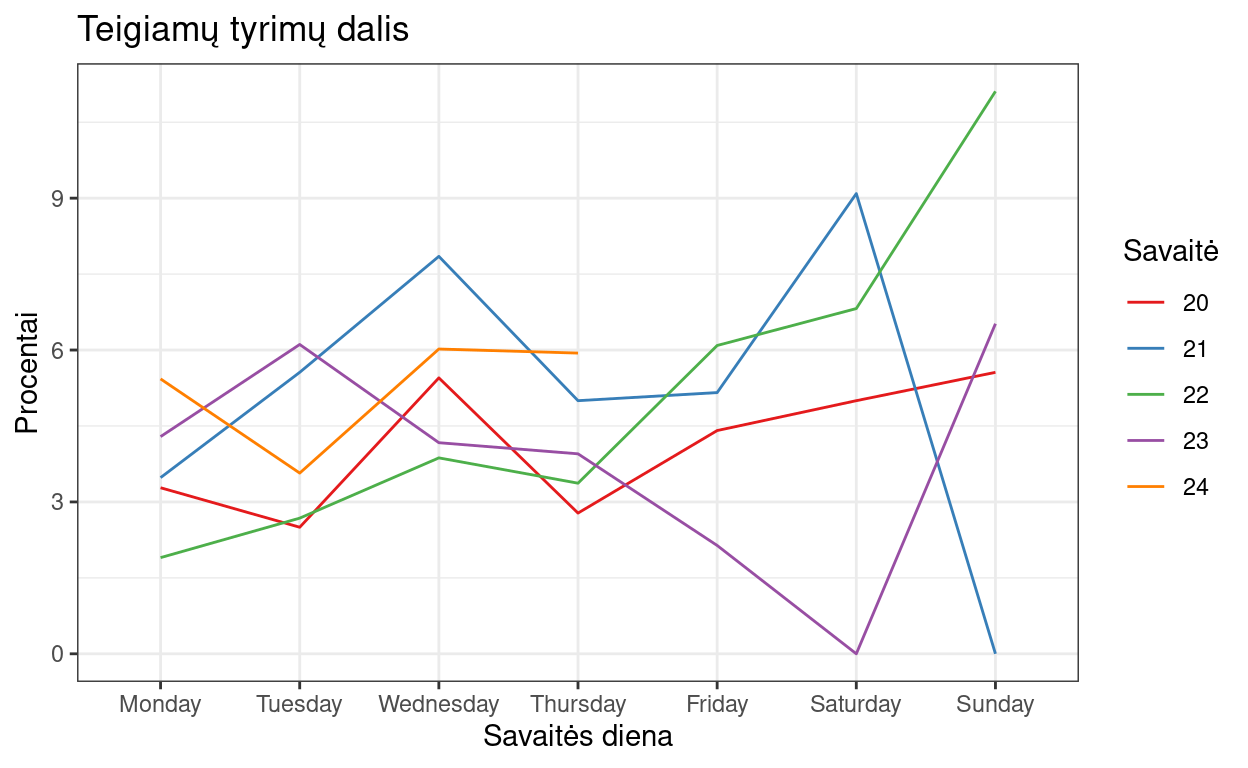 Teigiamų tyrimų dalis
Procentai
9
6
3
0
Monday Tuesday Wednesday Thursday Friday Saturday Sunday
Savaitės diena
Savaitė
20
21
22
23
24